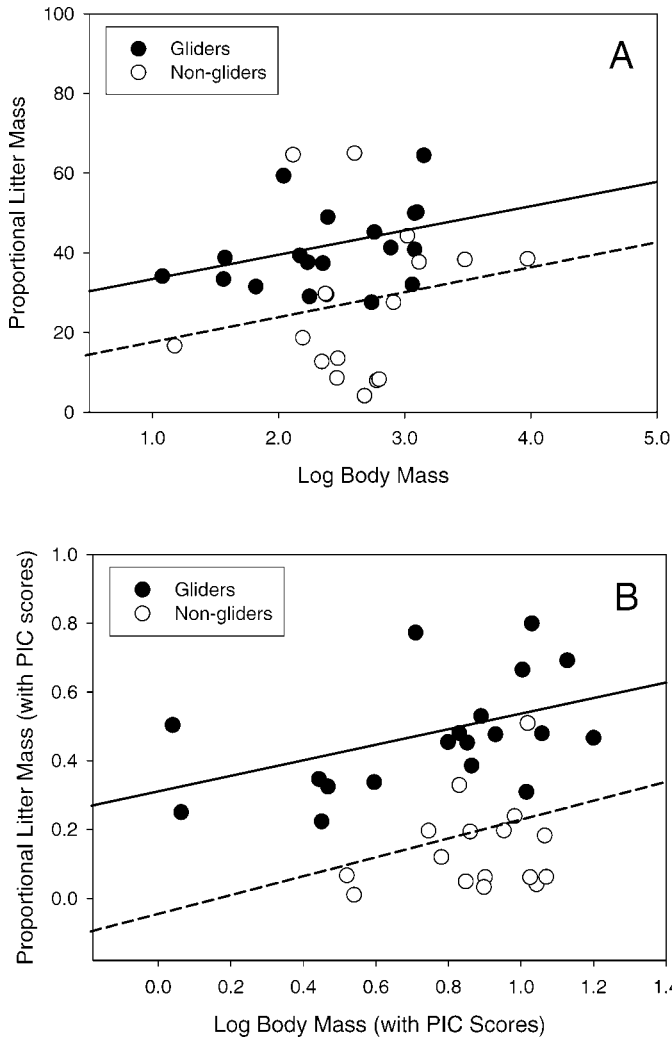 100
80
60
40
20
0
Proportional Litter Mass
Gliders
Non-gliders
A
1.0 2.0 3.0 4.0 5.0
Log Body Mass
1.0
0.8
0.6
0.4
0.2
0.0
Proportional Litter Mass (with PIC scores)
Gliders
Non-gliders
B
0.0 0.2 0.4 0.6 0.8 1.0 1.2 1.4
Log Body Mass (with PIC Scores)